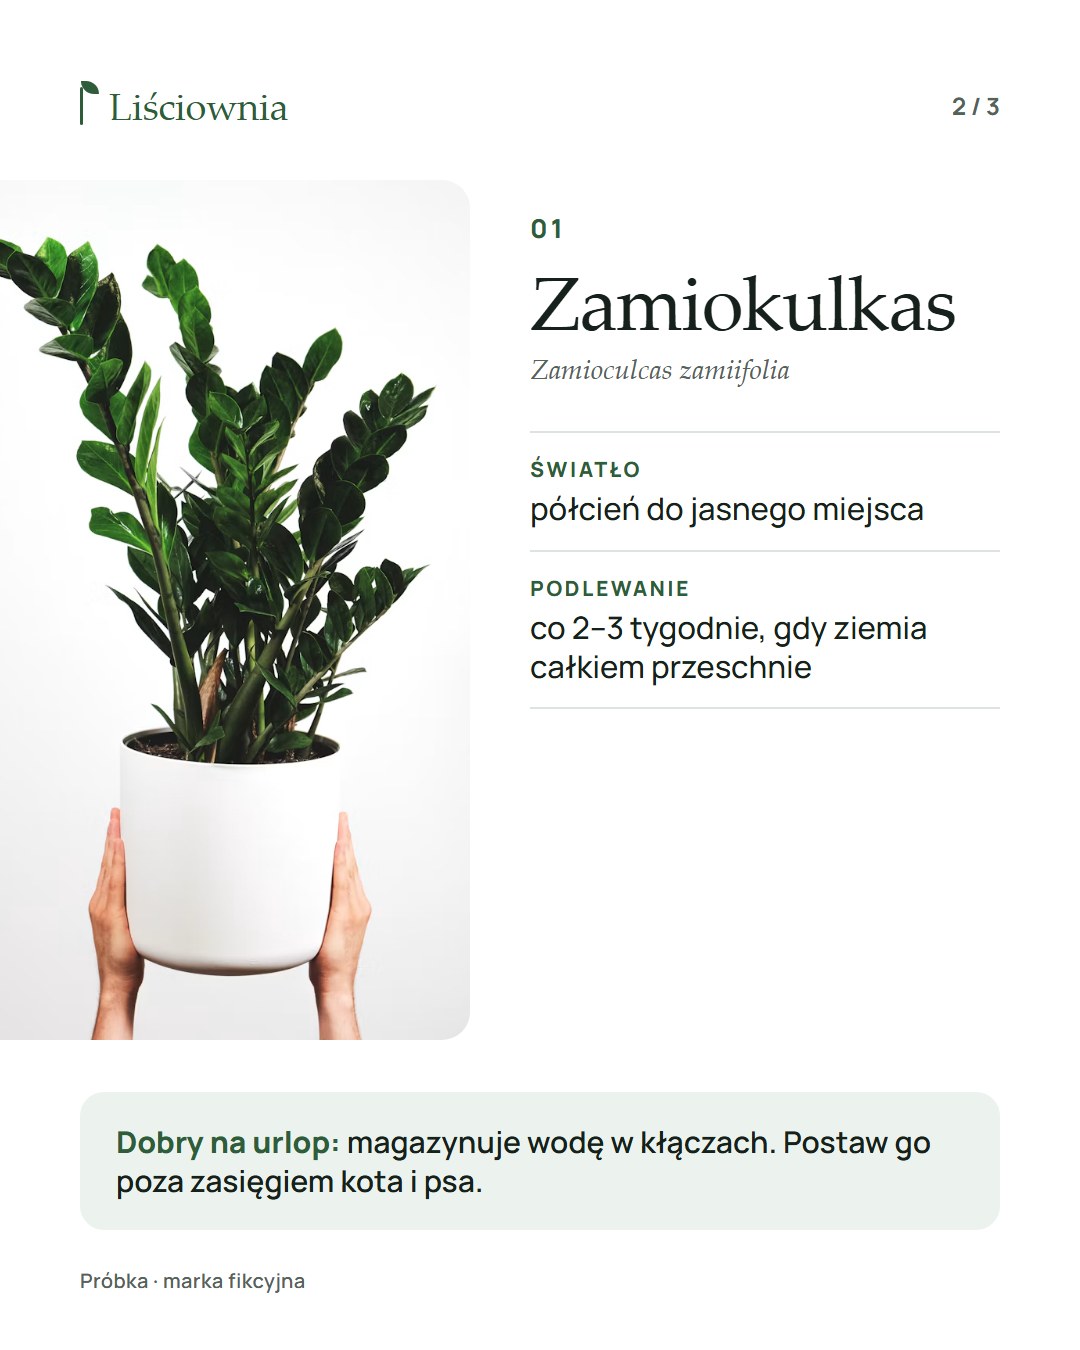 Liściownia
2 / 3
01
Zamiokulkas
Zamioculcas zamiifolia
ŚWIATŁO
półcień do jasnego miejsca
PODLEWANIE
co 2–3 tygodnie, gdy ziemia
całkiem przeschnie
Dobry na urlop: magazynuje wodę w kłączach. Postaw go
poza zasięgiem kota i psa.
Próbka · marka fikcyjna